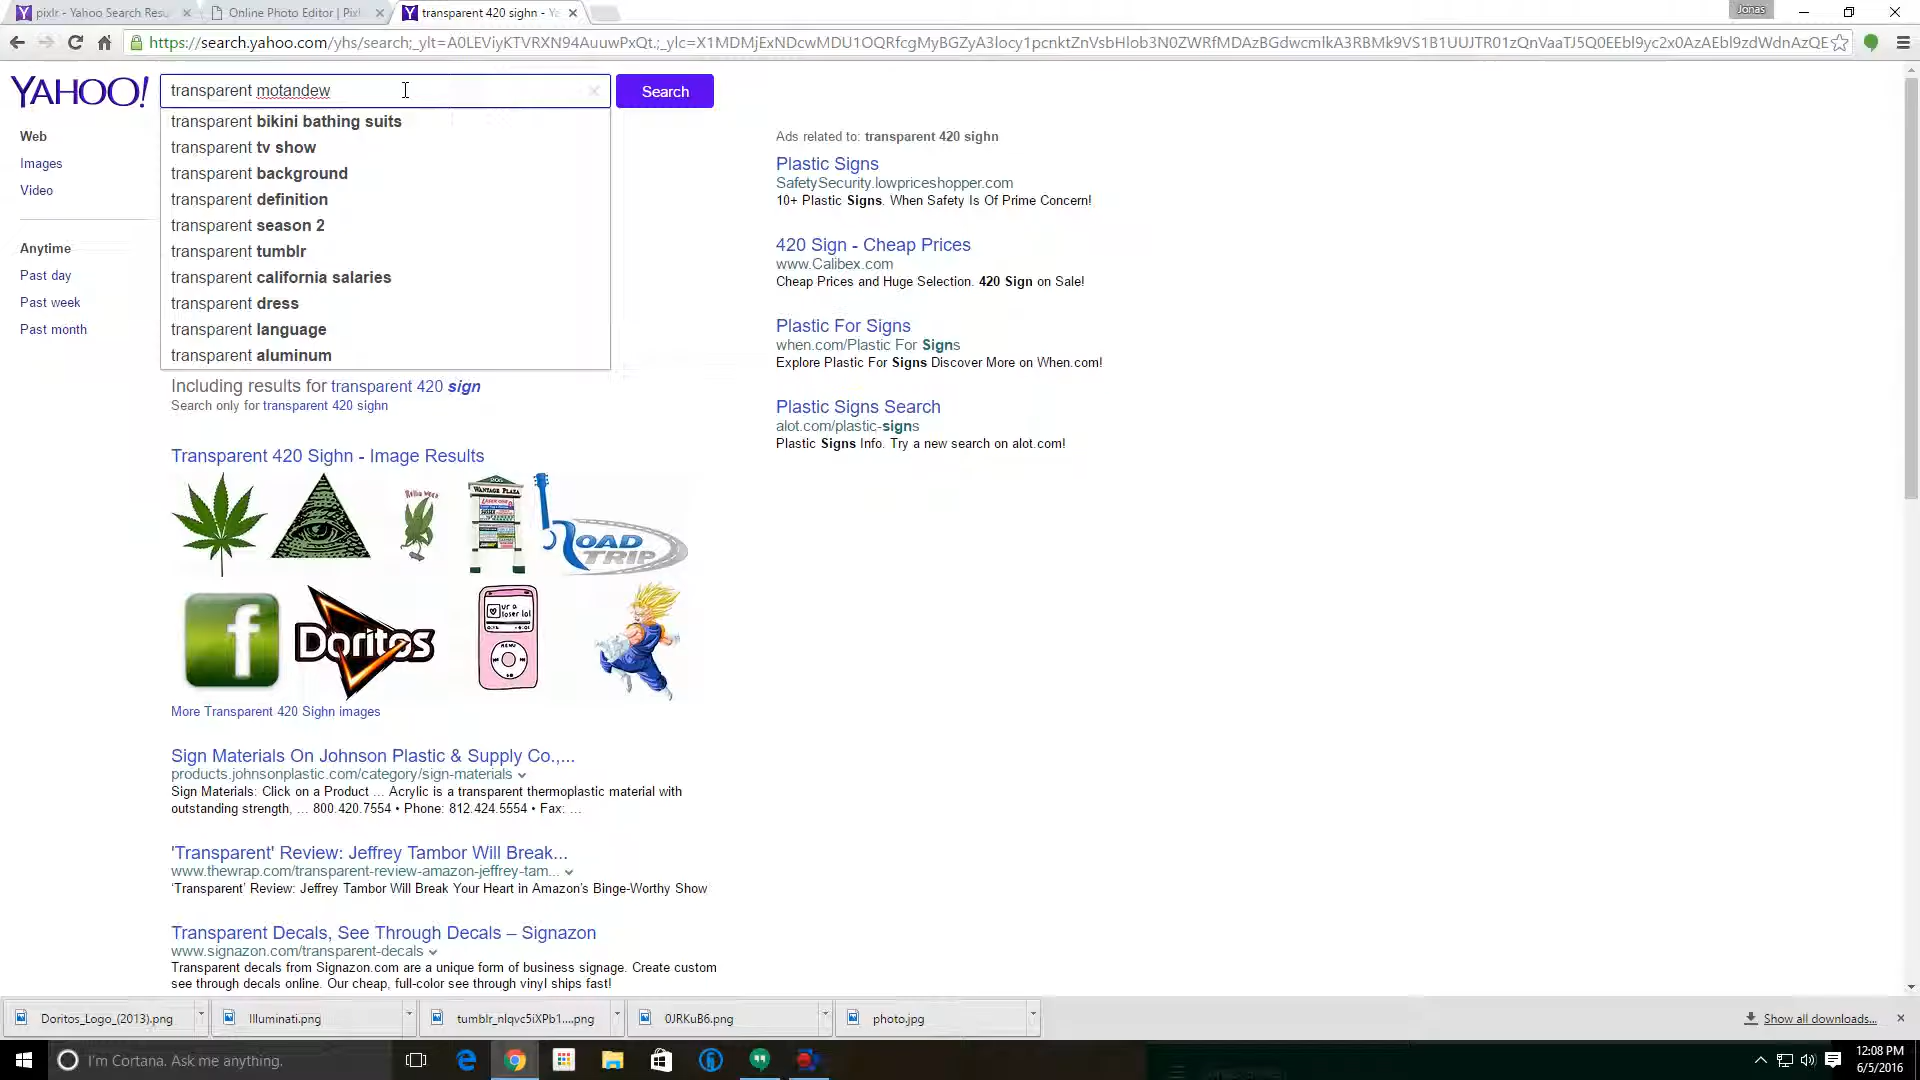 pixlr - Yahoo Search Resu
Online Photo Editor | Pixl
transparent 420 sighn - Ya
Jonas
https://search.yahoo.com/yhs/search;_ylt=A0LEViyKTVRXN94AuuwPxQt.;_ylc=X1MDMjExNDcwMDU1OQRfcgMyBGZyA3locy1pcnktZnVsbHlob3N0ZWRfMDAzBGdwcmlkA3RBMk9VS1B1UUJTR01zQnVaaTJ5Q0EEbl9yc2x0AzAEbl9zdWdnAzQE
YAHOO!
transparent motandew
Search
transparent bikini bathing suits
transparent tv show
transparent background
transparent definition
transparent season 2
transparent tumblr
transparent california salaries
transparent dress
transparent language
transparent aluminum
Web
Images
Video
Anytime
Past day
Past week
Past month
Including results for transparent 420 sign
Search only for transparent 420 sighn
Transparent 420 Sighn - Image Results
WANTAGE PLAZA
ROAD
TRIP
f
Doritos
ur a
loser lol
MENU
More Transparent 420 Sighn images
Sign Materials On Johnson Plastic & Supply Co.,...
products.johnsonplastic.com/category/sign-materials
Sign Materials: Click on a Product ... Acrylic is a transparent thermoplastic material with
outstanding strength, ... 800.420.7554 • Phone: 812.424.5554 • Fax: ...
'Transparent' Review: Jeffrey Tambor Will Break...
www.thewrap.com/transparent-review-amazon-jeffrey-tam...
‘Transparent’ Review: Jeffrey Tambor Will Break Your Heart in Amazon’s Binge-Worthy Show
Transparent Decals, See Through Decals – Signazon
www.signazon.com/transparent-decals
Transparent decals from Signazon.com are a unique form of business signage. Create custom
see through decals online. Our cheap, full-color see through vinyl ships fast!
Ads related to: transparent 420 sighn
Plastic Signs
SafetySecurity.lowpriceshopper.com
10+ Plastic Signs. When Safety Is Of Prime Concern!
420 Sign - Cheap Prices
www.Calibex.com
Cheap Prices and Huge Selection. 420 Sign on Sale!
Plastic For Signs
when.com/Plastic For Signs
Explore Plastic For Signs Discover More on When.com!
Plastic Signs Search
alot.com/plastic-signs
Plastic Signs Info. Try a new search on alot.com!
Doritos_Logo_(2013).png
Illuminati.png
tumblr_nlqvc5iXPb1....png
0JRKuB6.png
photo.jpg
Show all downloads...
I'm Cortana. Ask me anything.
12:08 PM
6/5/2016